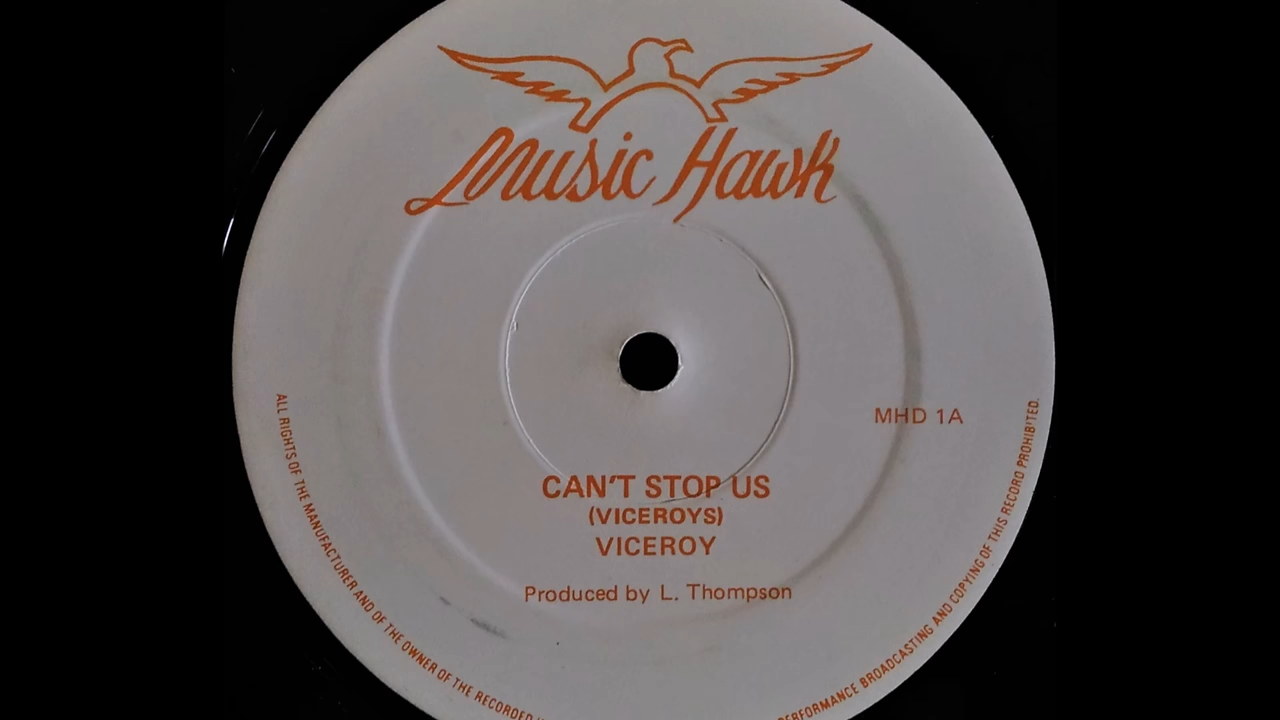 Music Hawk
MHD 1A
CAN'T STOP US
(VICEROYS)
VICEROY
Produced by L. Thompson
ALL RIGHTS OF THE MANUFACTURER AND OF THE OWNER OF THE RECORDED
PERFORMANCE BROADCASTING AND COPYING OF THIS RECORD PROHIBITED.